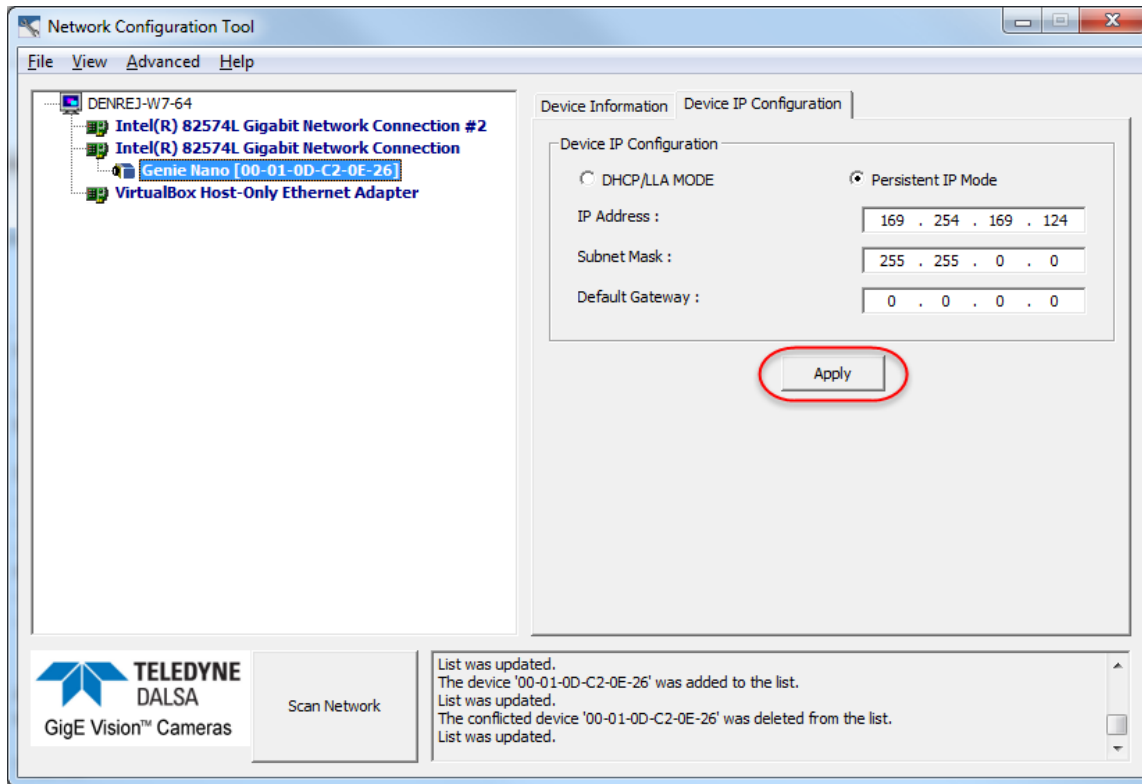 Network Configuration Tool
File View Advanced Help
DENREJ-W7-64
Intel(R) 82574L Gigabit Network Connection #2
Intel(R) 82574L Gigabit Network Connection
Genie Nano [00-01-0D-C2-0E-26]
VirtualBox Host-Only Ethernet Adapter
Device Information Device IP Configuration
Device IP Configuration
DHCP/LLA MODE Persistent IP Mode
IP Address : 169 . 254 . 169 . 124
Subnet Mask : 255 . 255 . 0 . 0
Default Gateway : 0 . 0 . 0 . 0
Apply
TELEDYNE
DALSA
GigE Vision™ Cameras
Scan Network
List was updated.
The device '00-01-0D-C2-0E-26' was added to the list.
List was updated.
The conflicted device '00-01-0D-C2-0E-26' was deleted from the list.
List was updated.